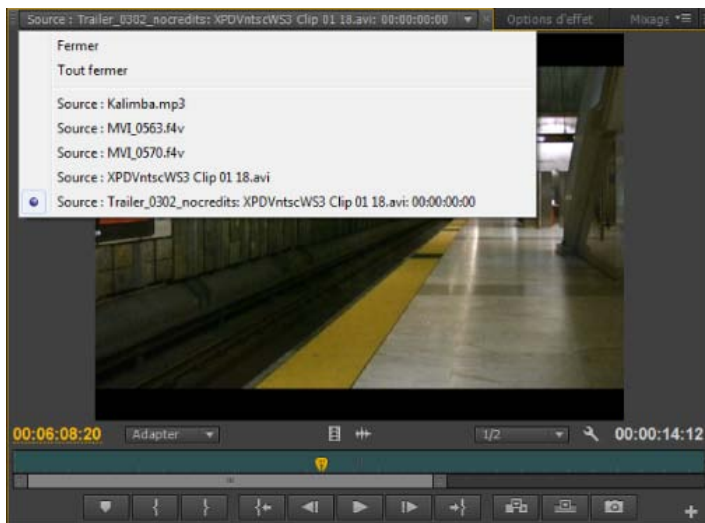 Source : Trailer_0302_nocredits: XPDVntscWS3 Clip 01 18.avi: 00:00:00:00 Options d'effet Mixage
Fermer
Tout fermer
Source : Kalimba.mp3
Source : MVI_0563.f4v
Source : MVI_0570.f4v
Source : XPDVntscWS3 Clip 01 18.avi
Source : Trailer_0302_nocredits: XPDVntscWS3 Clip 01 18.avi: 00:00:00:00
00:06:08:20 Adapter 1/2 00:00:14:12